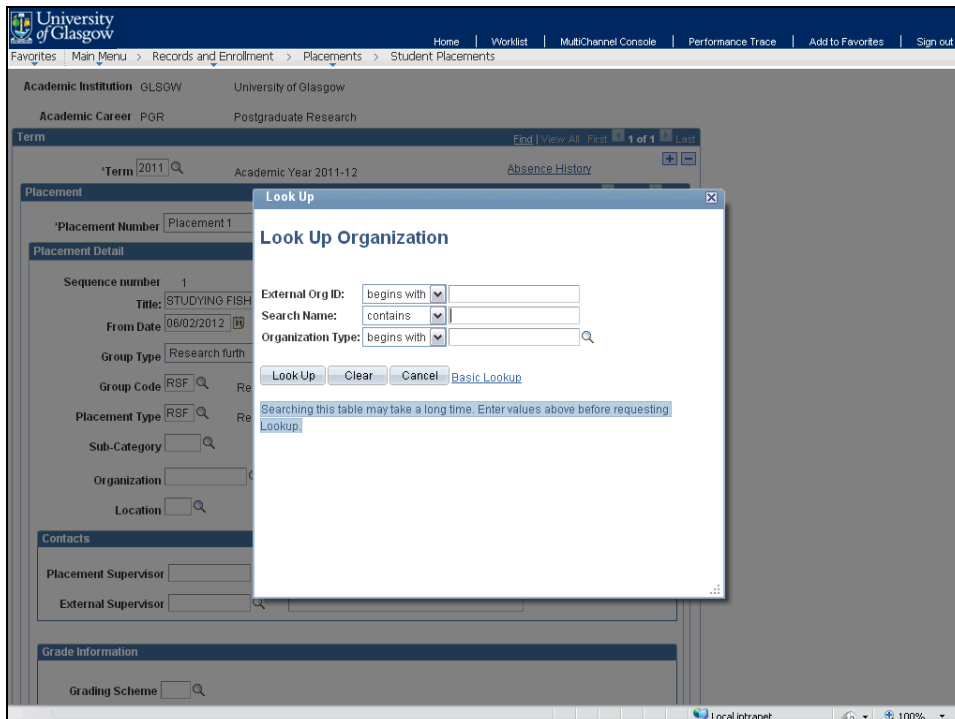 University
of Glasgow
Home | Worklist | MultiChannel Console | Performance Trace | Add to Favorites | Sign out
Favorites Main Menu > Records and Enrollment > Placements > Student Placements
Academic Institution GLSGW University of Glasgow
Academic Career PGR Postgraduate Research
Term Find | View All First 1 of 1 Last
*Term 2011 Academic Year 2011-12 Absence History
Placement
*Placement Number Placement 1
Placement Detail
Sequence number 1
Title: STUDYING FISH
From Date 06/02/2012
Group Type Research furth
Group Code RSF Re
Placement Type RSF Re
Sub-Category
Organization
Location
Contacts
Placement Supervisor
External Supervisor
Grade Information
Grading Scheme
Look Up
Look Up Organization
External Org ID: begins with
Search Name: contains
Organization Type: begins with
Look Up Clear Cancel Basic Lookup
Searching this table may take a long time. Enter values above before requesting
Lookup.
Local intranet 100%